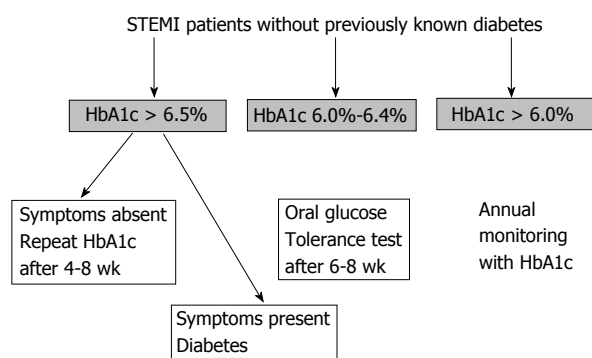 STEMI patients without previously known diabetes
HbA1c > 6.5%
HbA1c 6.0%-6.4%
HbA1c > 6.0%
Symptoms absent
Repeat HbA1c
after 4-8 wk
Oral glucose
Tolerance test
after 6-8 wk
Annual
monitoring
with HbA1c
Symptoms present
Diabetes